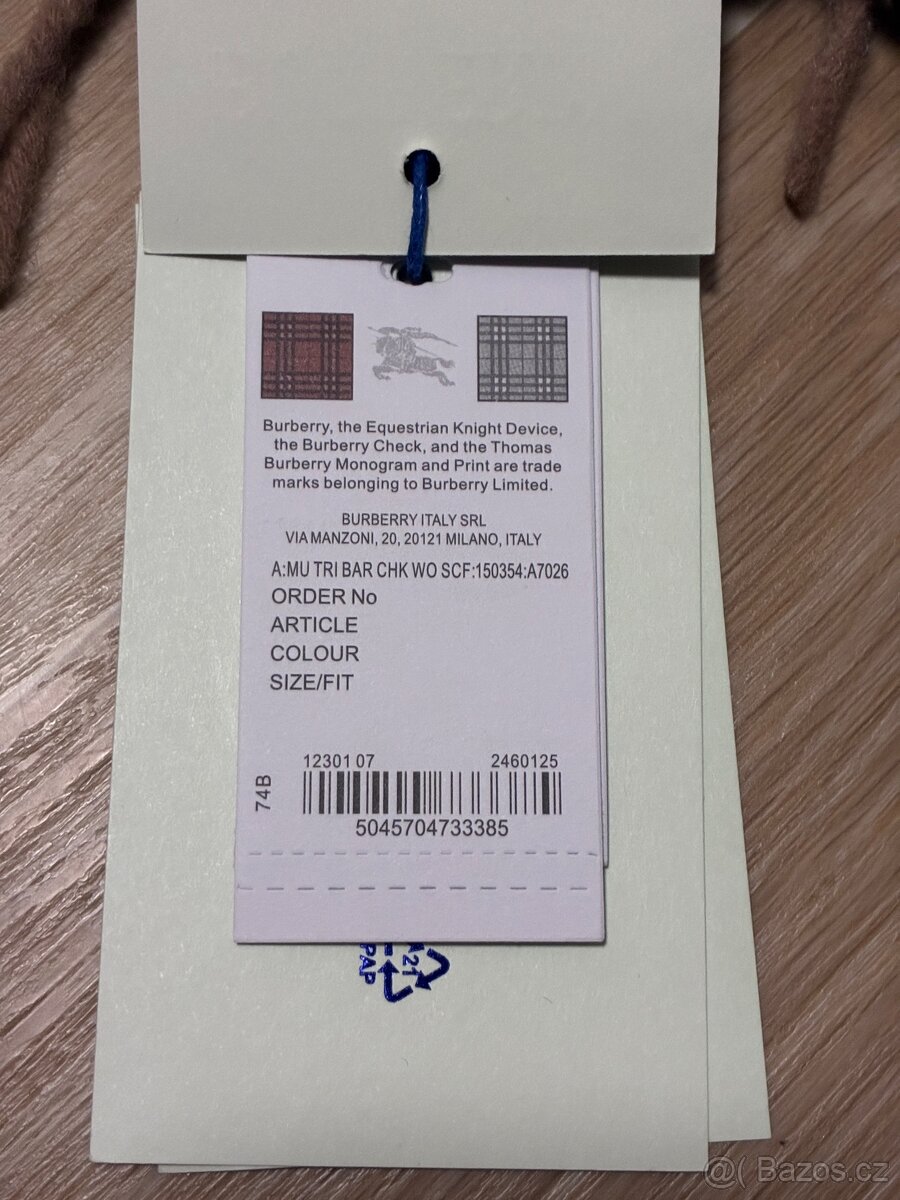 Burberry, the Equestrian Knight Device,
the Burberry Check, and the Thomas
Burberry Monogram and Print are trade
marks belonging to Burberry Limited.
BURBERRY ITALY SRL
VIA MANZONI, 20, 20121 MILANO, ITALY
A:MU TRI BAR CHK WO SCF:150354:A7026
ORDER No
ARTICLE
COLOUR
SIZE/FIT
12301 07 2460125
74B
5045704733385
PAP
21
@( Bazos.cz